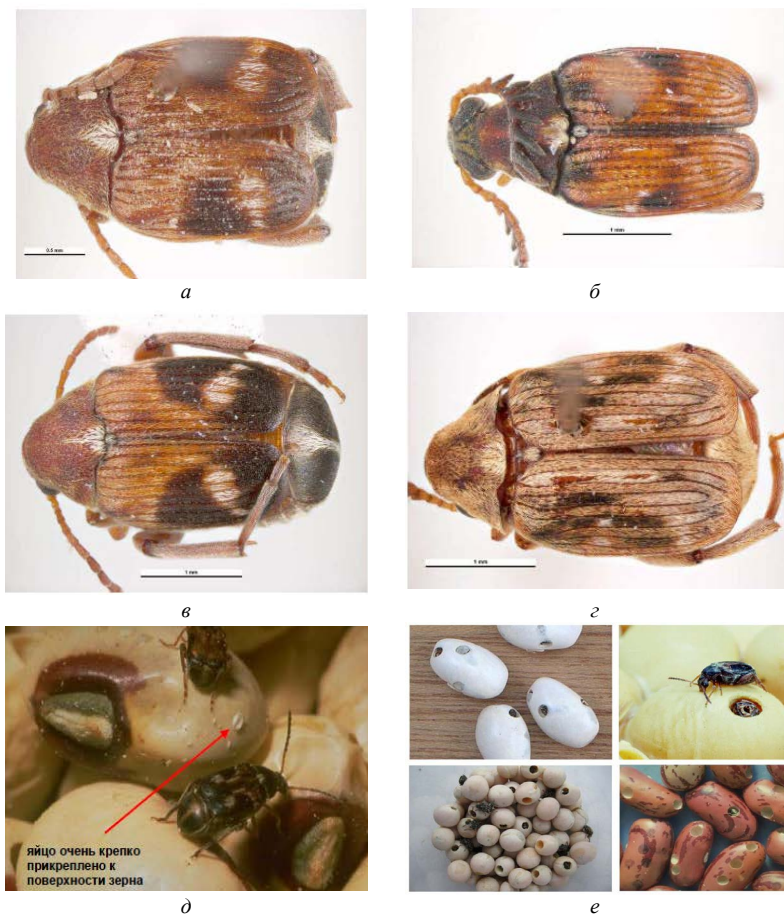 0.5 mm
1 mm
а
б
1 mm
1 mm
в
г
яйцо очень крепко
прикреплено к
поверхности зерна
д
е